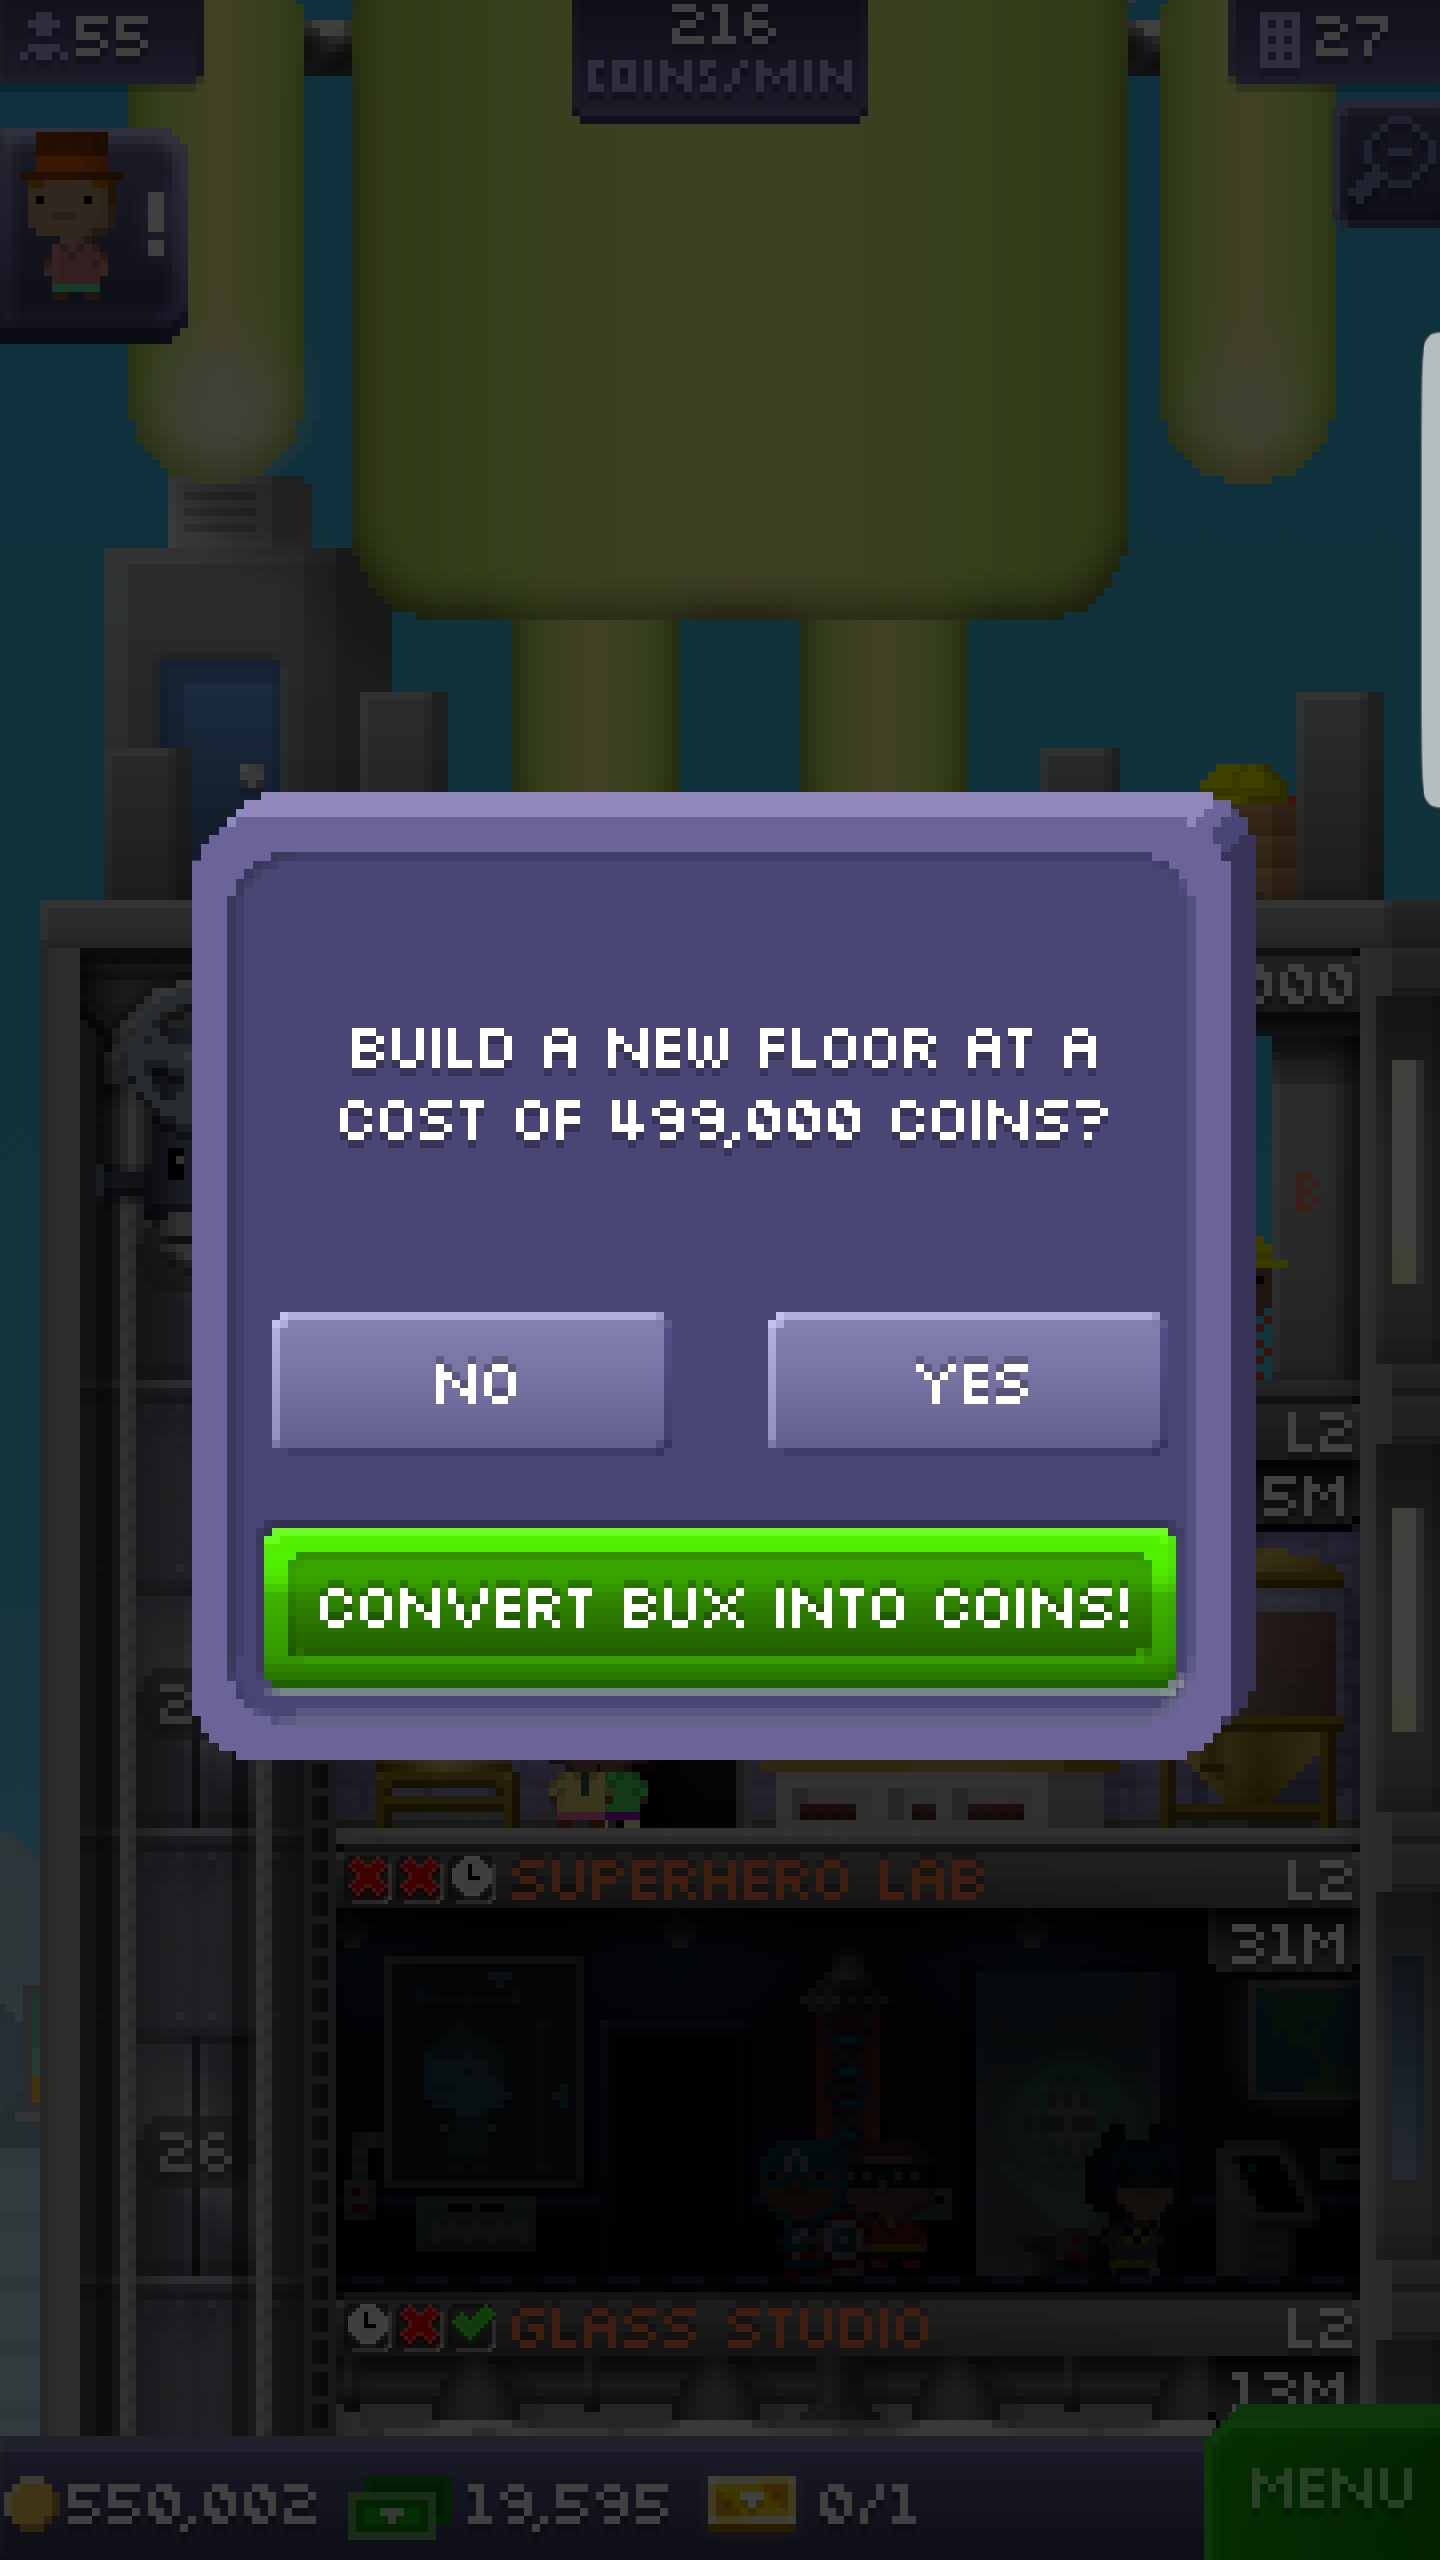 55
216
COINS/MIN
27
!
000
BUILD A NEW FLOOR AT A
COST OF 499,000 COINS?
B
NO
YES
L2
5M
CONVERT BUX INTO COINS!
2
SUPERHERO LAB
L2
31M
26
GLASS STUDIO
L2
13M
550,002
19,595
0/1
MENU